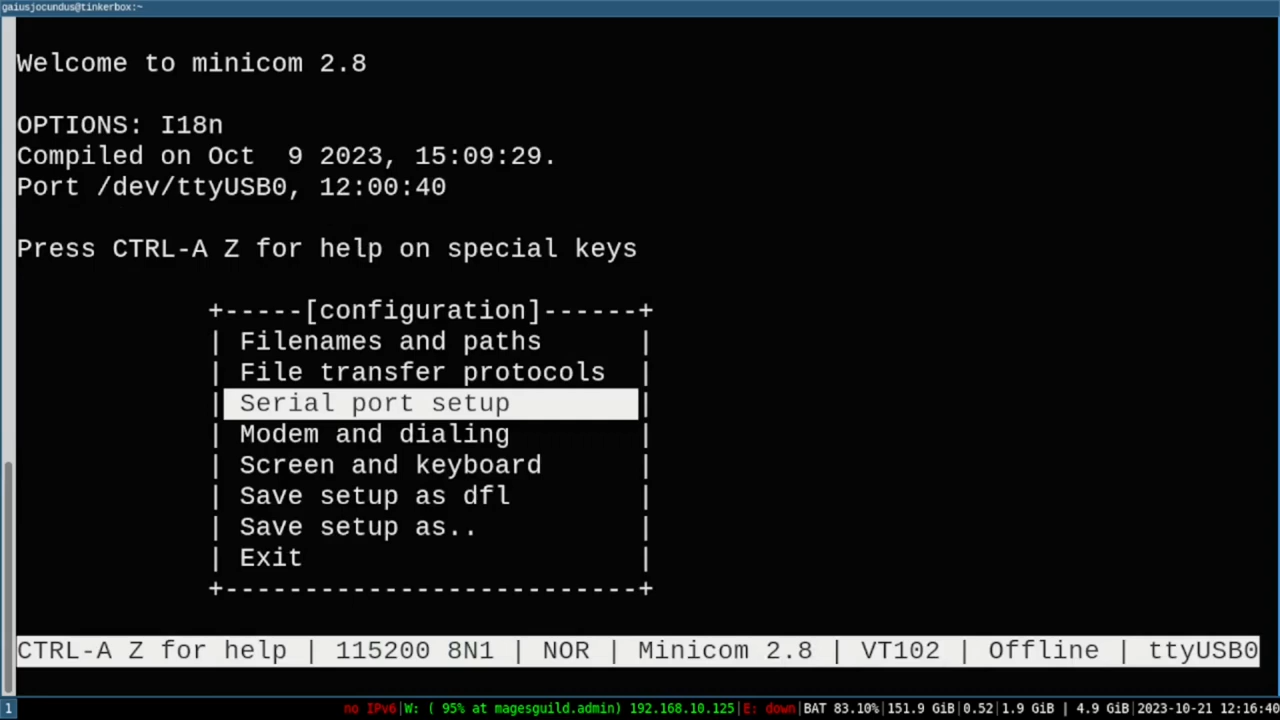 gaiusjocundus@tinkerbox:~
Welcome to minicom 2.8
OPTIONS: I18n
Compiled on Oct  9 2023, 15:09:29.
Port /dev/ttyUSB0, 12:00:40
Press CTRL-A Z for help on special keys
+-----[configuration]------+
| Filenames and paths      |
| File transfer protocols  |
| Serial port setup        |
| Modem and dialing        |
| Screen and keyboard      |
| Save setup as dfl        |
| Save setup as..          |
| Exit                     |
+--------------------------+
CTRL-A Z for help | 115200 8N1 | NOR | Minicom 2.8 | VT102 | Offline | ttyUSB0
1 no IPv6|W: ( 95% at magesguild.admin) 192.168.10.125|E: down|BAT 83.10%|151.9 GiB|0.52|1.9 GiB | 4.9 GiB|2023-10-21 12:16:40